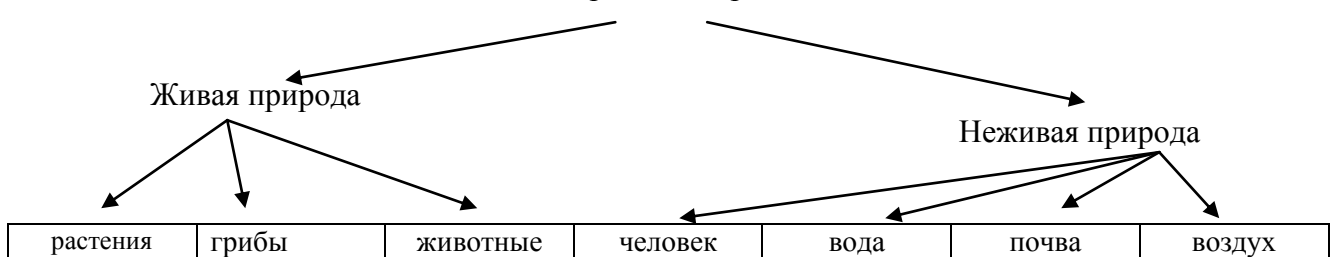 Живая природа
Неживая природа
растения грибы животные человек вода почва воздух